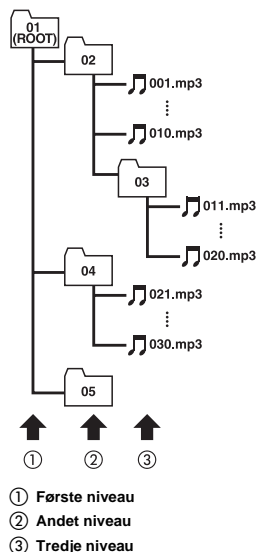 01
(ROOT)
02
001.mp3
010.mp3
03
011.mp3
020.mp3
04
021.mp3
030.mp3
05
① ② ③
① Første niveau
② Andet niveau
③ Tredje niveau